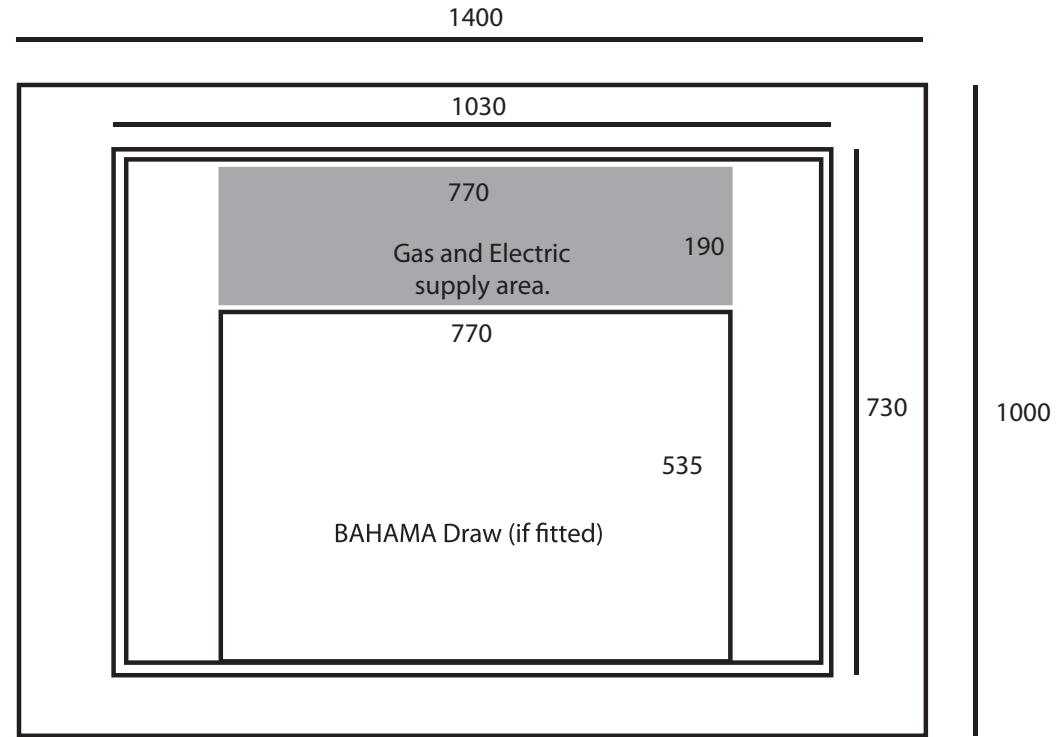 1400
1030
770
190
Gas and Electric
supply area.
770
730
1000
535
BAHAMA Draw (if fitted)